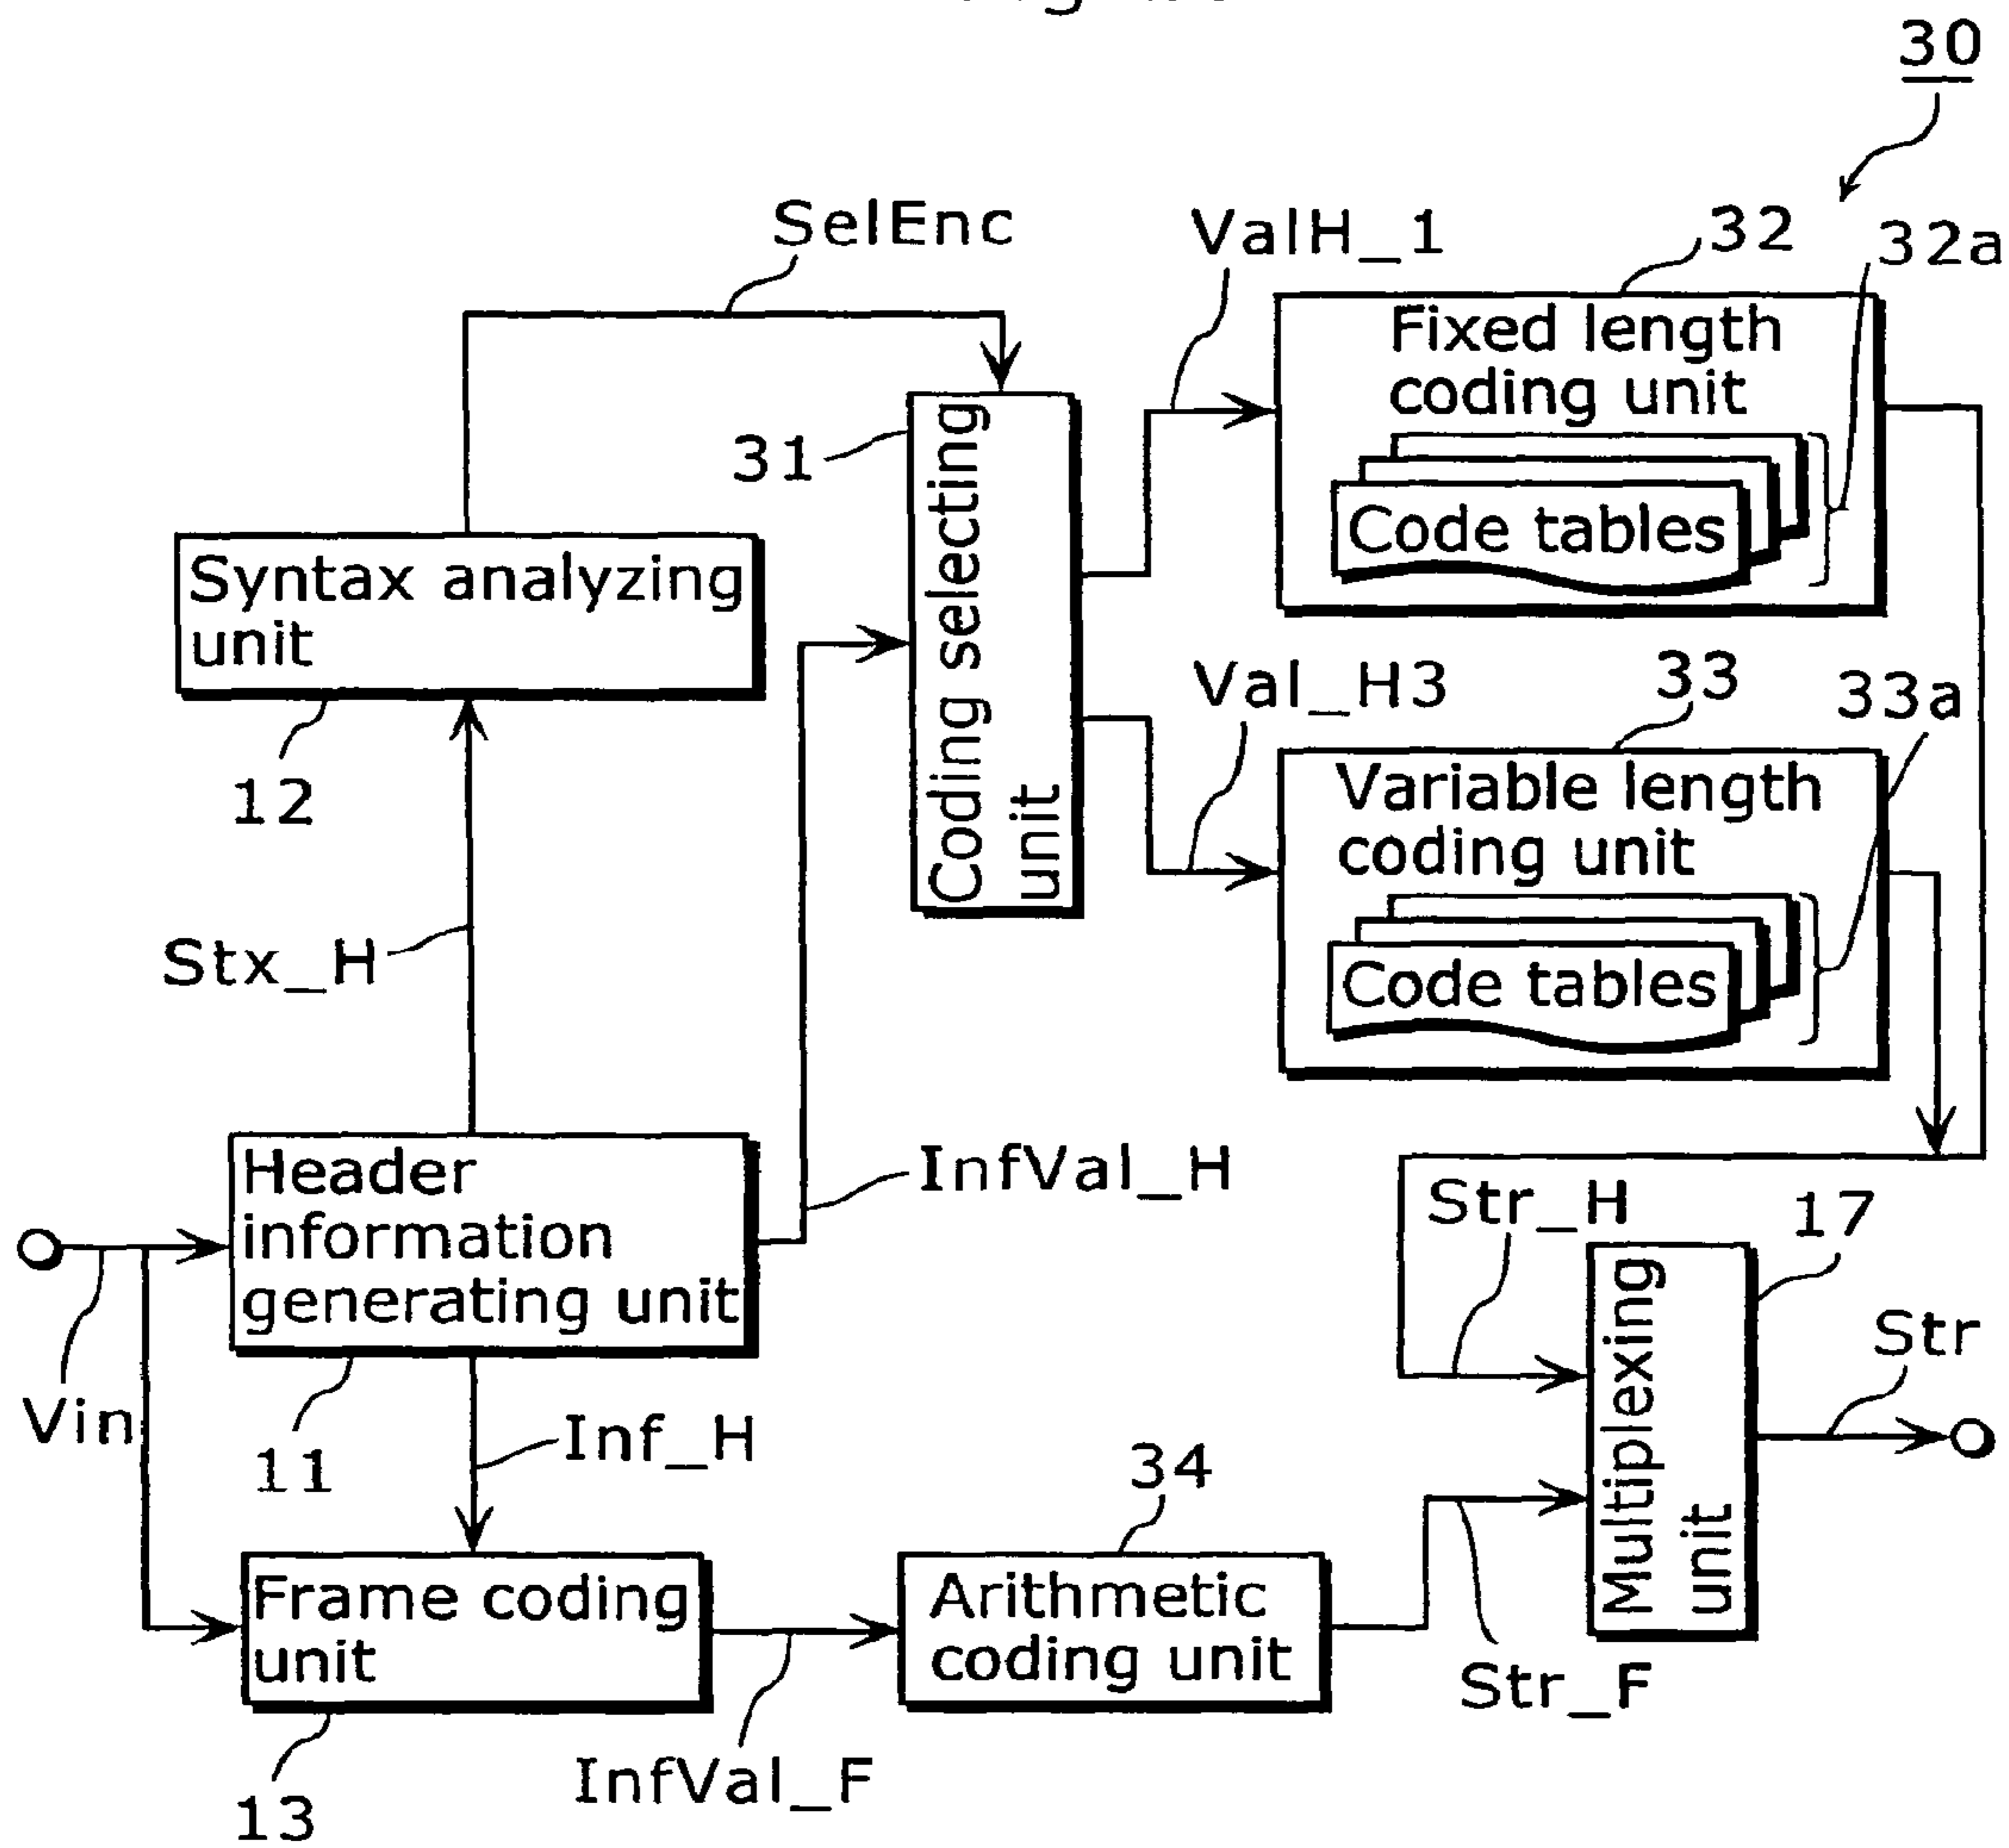 30
SelEnc
ValH_1
32
32a
Fixed length
coding unit
Code tables
31
Coding selecting
unit
Syntax analyzing
unit
12
Val_H3
33
33a
Variable length
coding unit
Code tables
Stx_H
Header
information
generating unit
InfVal_H
Str_H
17
Vin
11
Inf_H
Multiplexing
unit
Str
34
Frame coding
unit
Arithmetic
coding unit
Str_F
13
InfVal_F